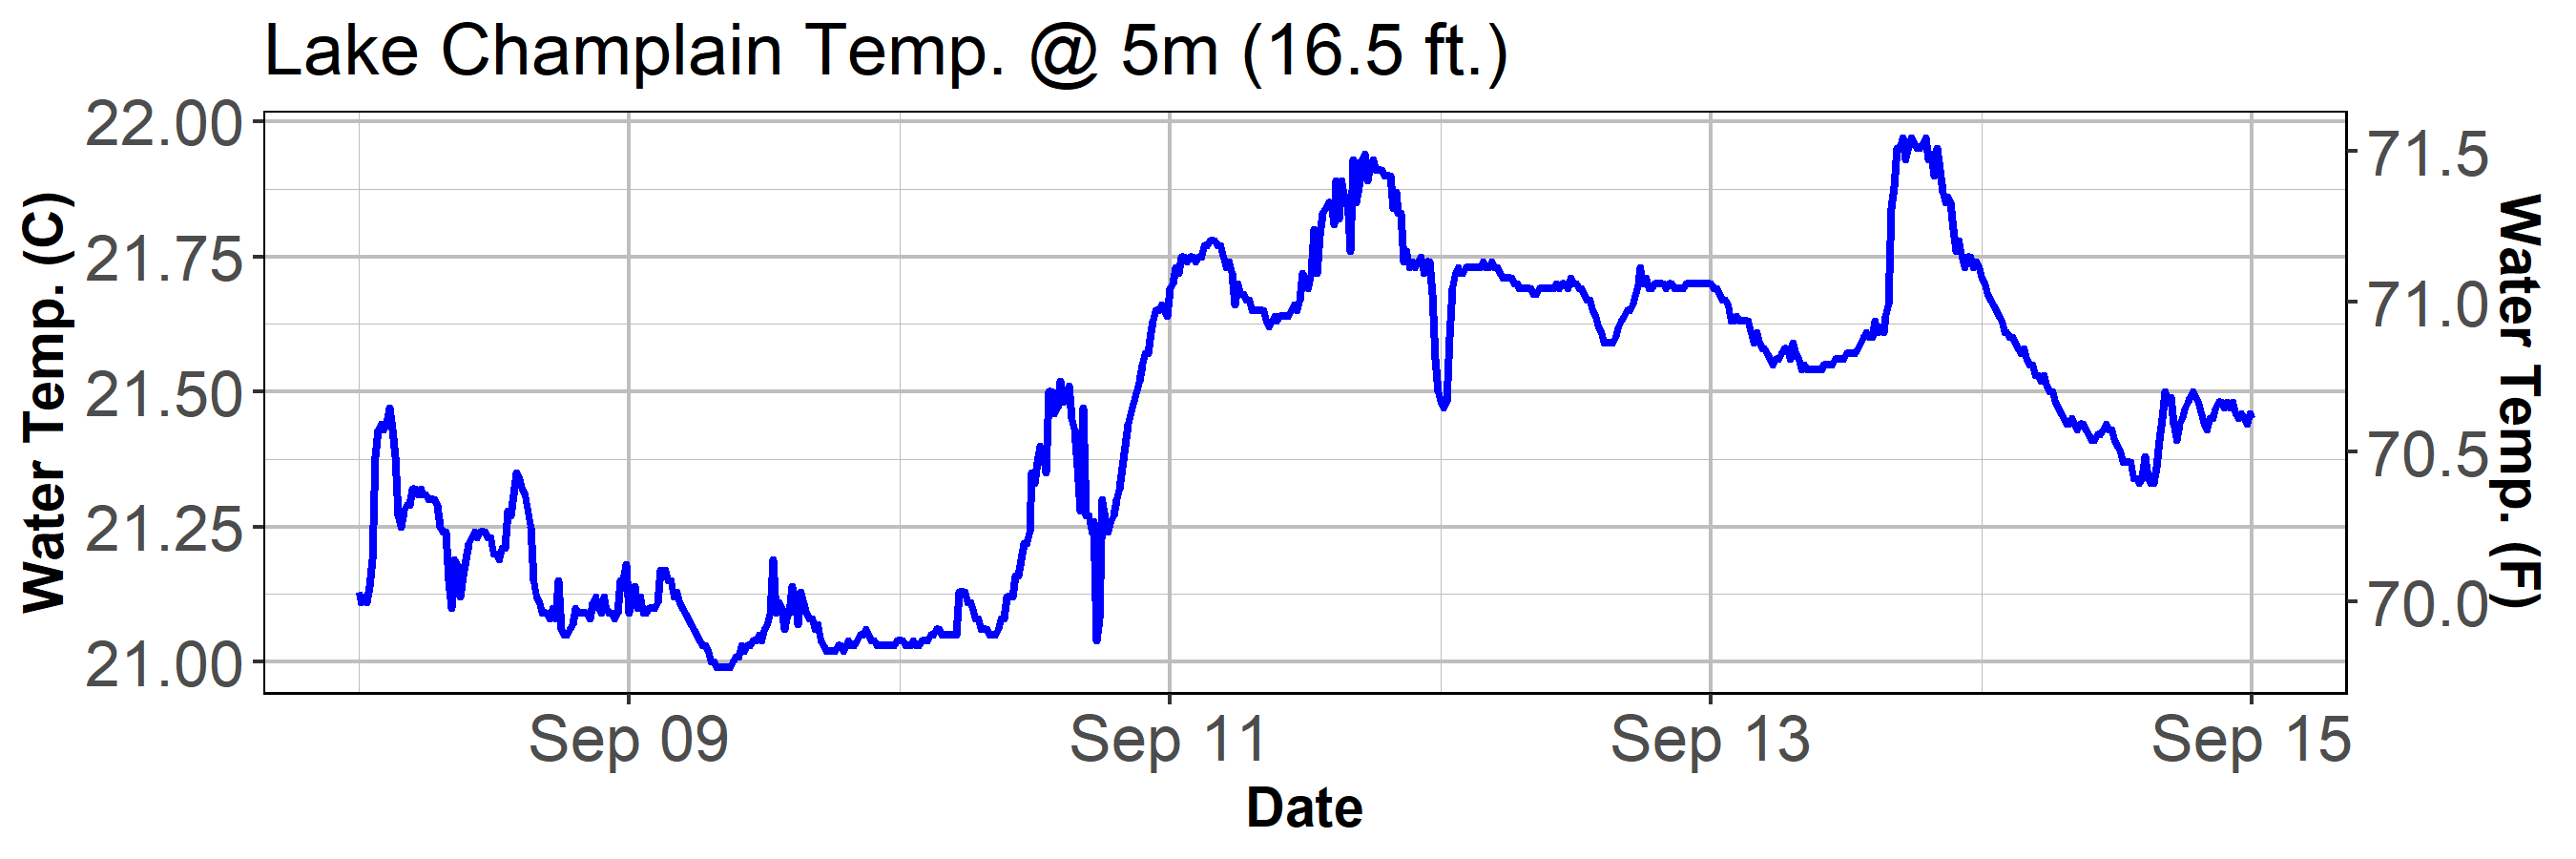 Lake Champlain Temp. @ 5m (16.5 ft.)
Water Temp. (C)
22.00
21.75
21.50
21.25
21.00
71.5
71.0
70.5
70.0
Water Temp. (F)
Sep 09
Sep 11
Sep 13
Sep 15
Date